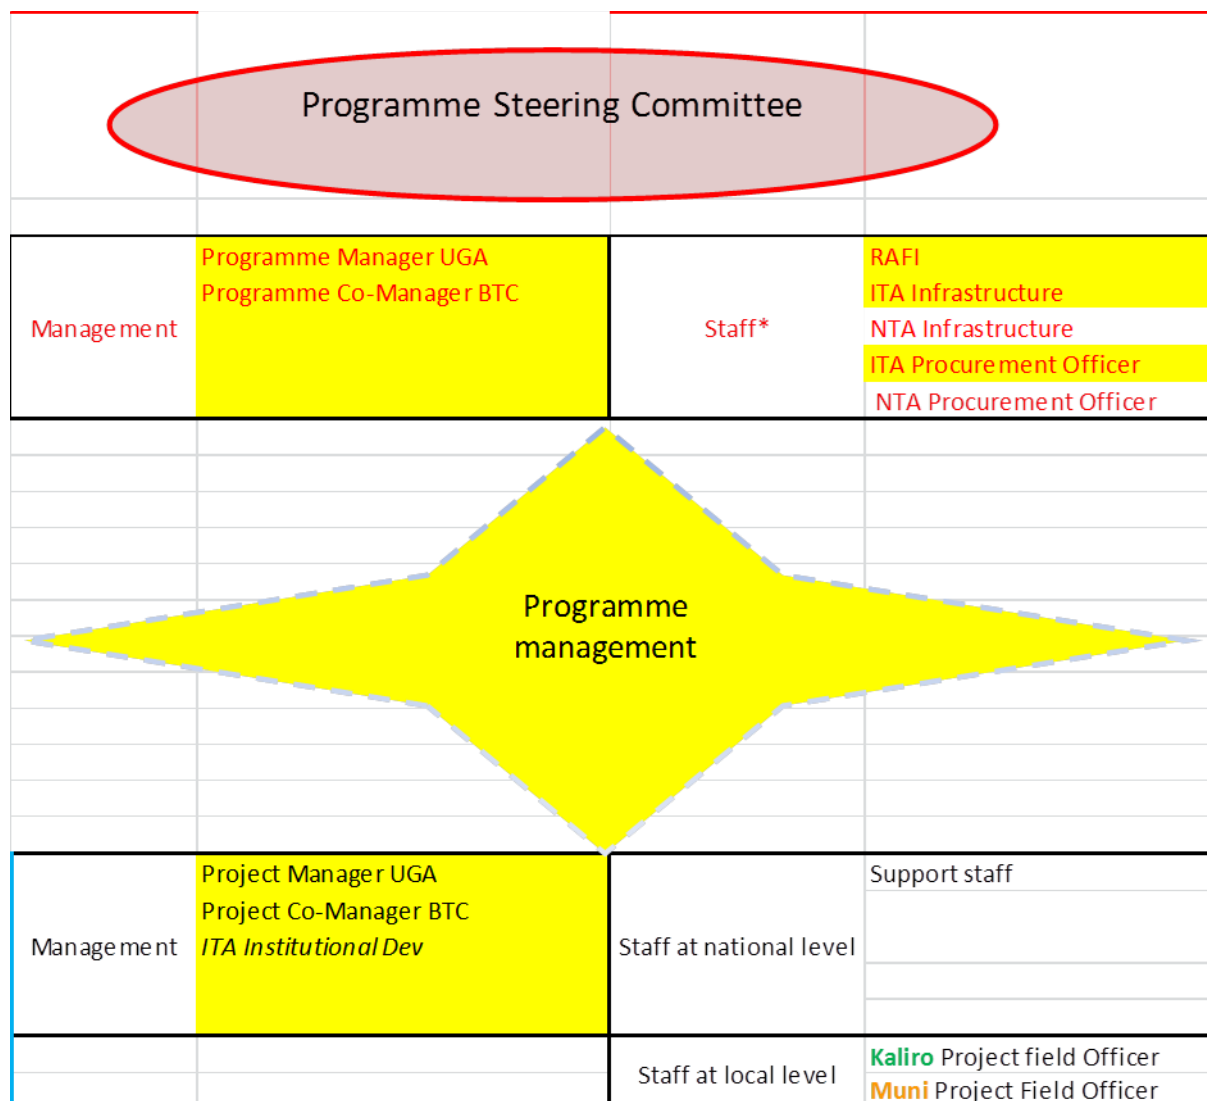 Programme Steering Committee
Management
Programme Manager UGA
Programme Co-Manager BTC
Staff*
RAFI
ITA Infrastructure
NTA Infrastructure
ITA Procurement Officer
NTA Procurement Officer
Programme
management
Management
Project Manager UGA
Project Co-Manager BTC
ITA Institutional Dev
Staff at national level
Support staff
Staff at local level
Kaliro Project field Officer
Muni Project Field Officer